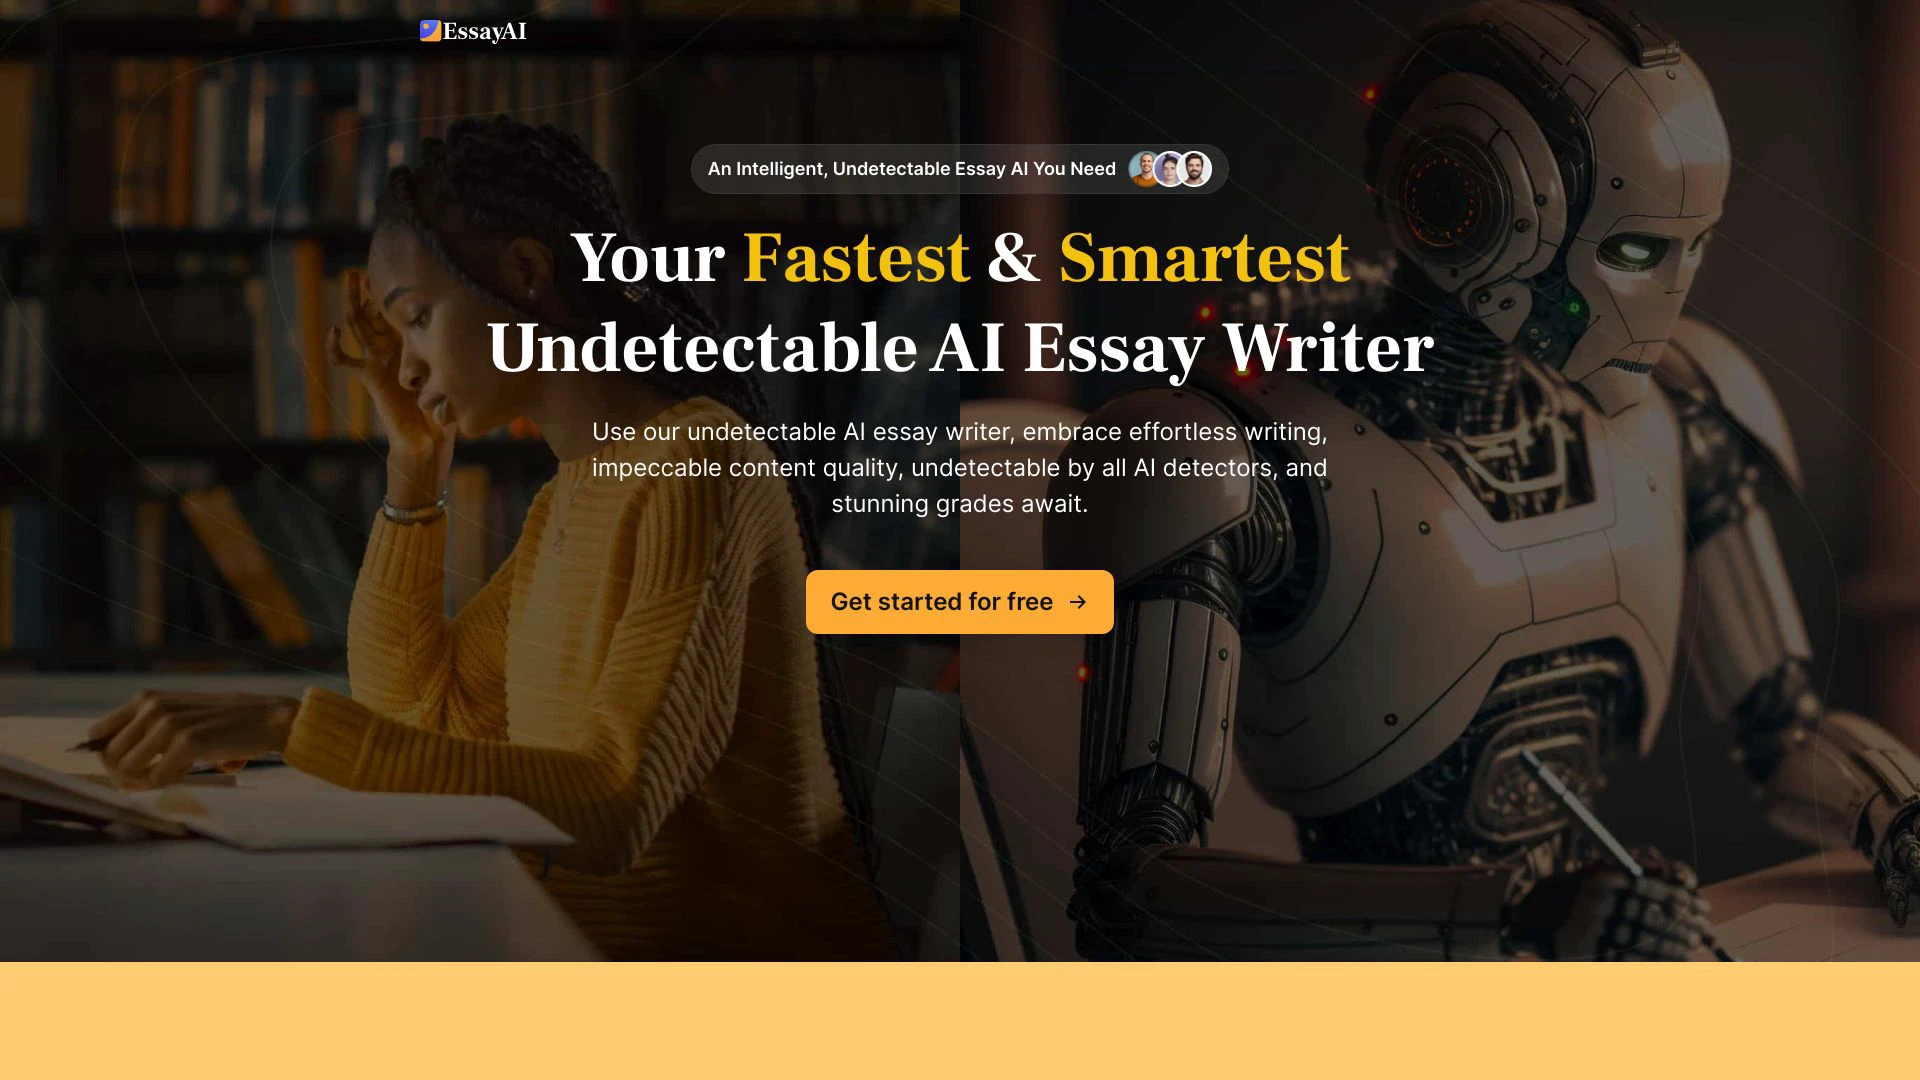 EssayAI
An Intelligent, Undetectable Essay AI You Need
Your Fastest & Smartest
Undetectable AI Essay Writer
Use our undetectable AI essay writer, embrace effortless writing,
impeccable content quality, undetectable by all AI detectors, and
stunning grades await.
Get started for free →